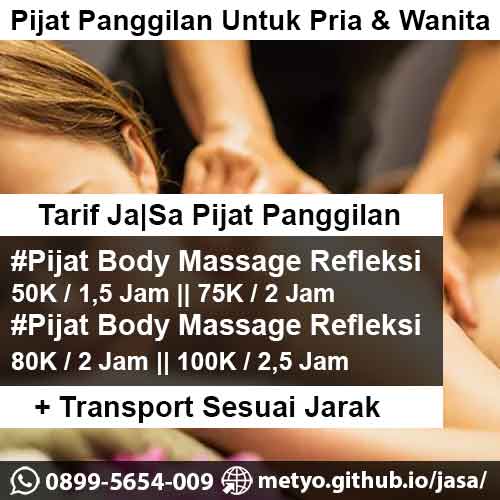 Pijat Panggilan Untuk Pria & Wanita
Tarif Ja|Sa Pijat Panggilan
#Pijat Body Massage Refleksi
50K / 1,5 Jam || 75K / 2 Jam
#Pijat Body Massage Refleksi
80K / 2 Jam || 100K / 2,5 Jam
+ Transport Sesuai Jarak
0899-5654-009 metyo.github.io/jasa/